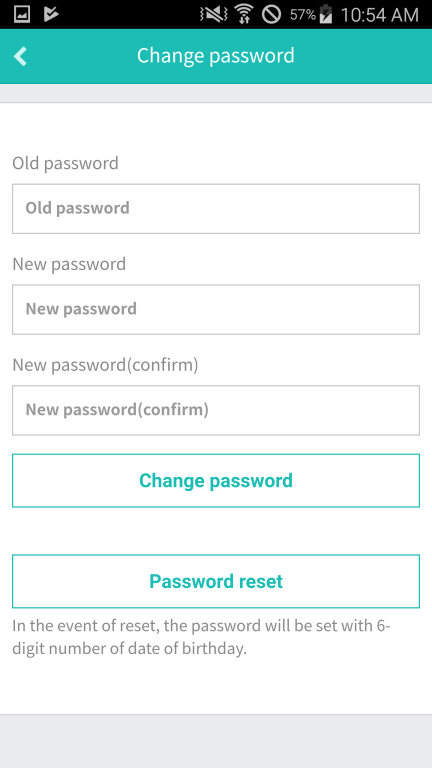 57% 10:54 AM
Change password
Old password
Old password
New password
New password
New password(confirm)
New password(confirm)
Change password
Password reset
In the event of reset, the password will be set with 6-
digit number of date of birthday.